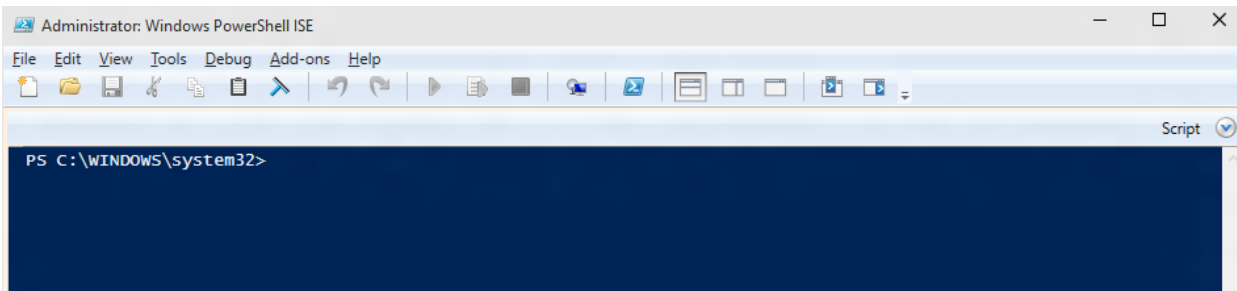 Administrator: Windows PowerShell ISE
File Edit View Tools Debug Add-ons Help
Script
PS C:\WINDOWS\system32>